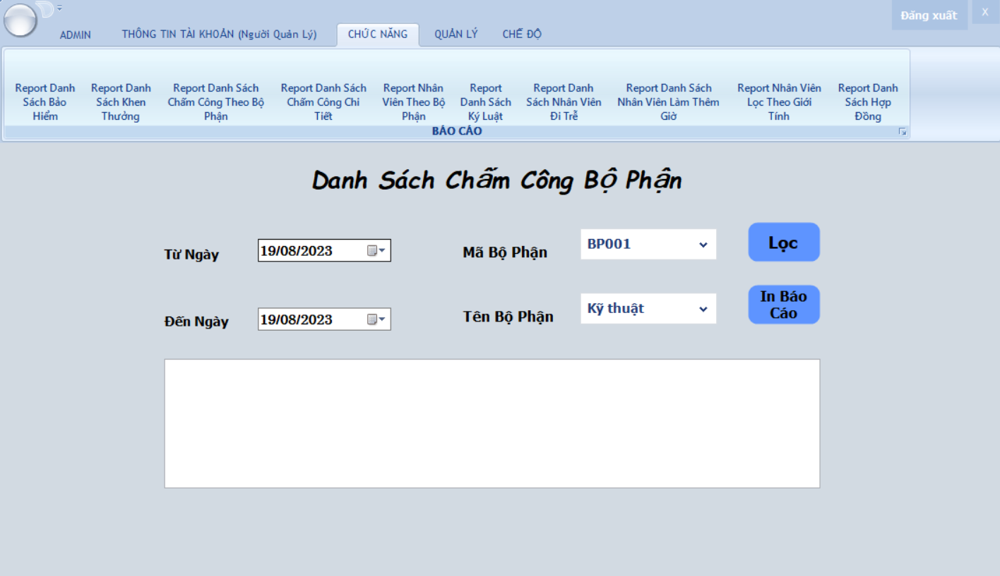 Đăng xuất
X
ADMIN
THÔNG TIN TÀI KHOẢN (Người Quản Lý)
CHỨC NĂNG
QUẢN LÝ
CHẾ ĐỘ
Report Danh
Sách Bảo
Hiểm
Report Danh
Sách Khen
Thưởng
Report Danh Sách
Chấm Công Theo Bộ
Phận
Report Danh Sách
Chấm Công Chi
Tiết
Report Nhân
Viên Theo Bộ
Phận
Report
Danh Sách
Ký Luật
Report Danh
Sách Nhân Viên
Đi Trễ
Report Danh Sách
Nhân Viên Làm Thêm
Giờ
Report Nhân Viên
Lọc Theo Giới
Tính
Report Danh
Sách Hợp
Đồng
BÁO CÁO
Danh Sách Chấm Công Bộ Phận
Từ Ngày
19/08/2023
Mã Bộ Phận
BP001
Lọc
Đến Ngày
19/08/2023
Tên Bộ Phận
Kỹ thuật
In Báo
Cáo